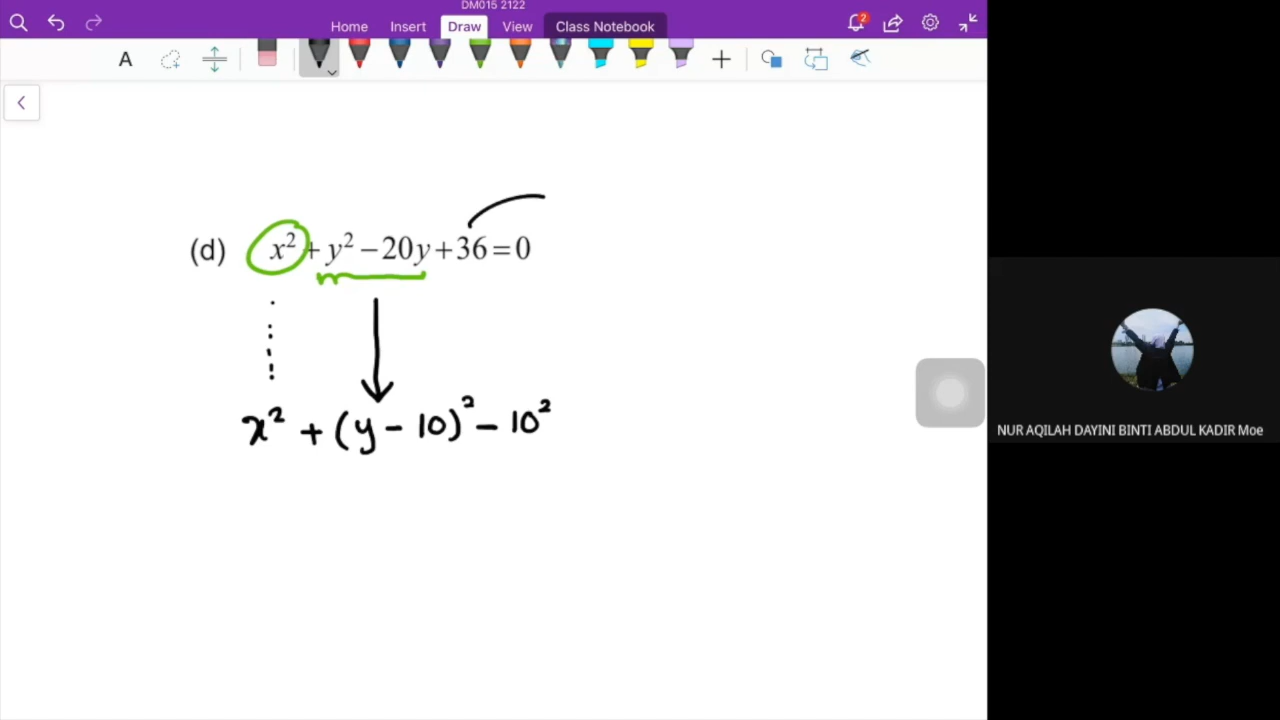 DM015 2122
Home Insert Draw View Class Notebook
2
A
(d) x² + y² − 20y + 36 = 0
x² + (y − 10)² − 10²
NUR AQILAH DAYINI BINTI ABDUL KADIR Moe